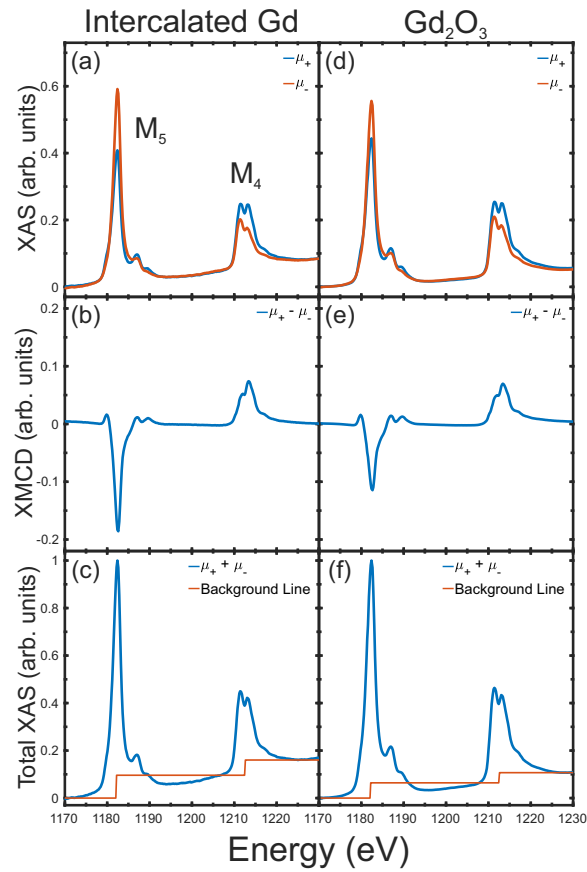 Intercalated Gd
Gd₂O₃
(a)
μ₊
μ₋
M₅
M₄
XAS (arb. units)
0.6
0.4
0.2
0
(d)
μ₊
μ₋
(b)
μ₊ - μ₋
XMCD (arb. units)
0.2
0.1
0
-0.1
-0.2
(e)
μ₊ - μ₋
(c)
μ₊ + μ₋
Background Line
Total XAS (arb. units)
1
0.8
0.6
0.4
0.2
0
(f)
μ₊ + μ₋
Background Line
1170 1180 1190 1200 1210 1220 1170 1180 1190 1200 1210 1220 1230
Energy (eV)